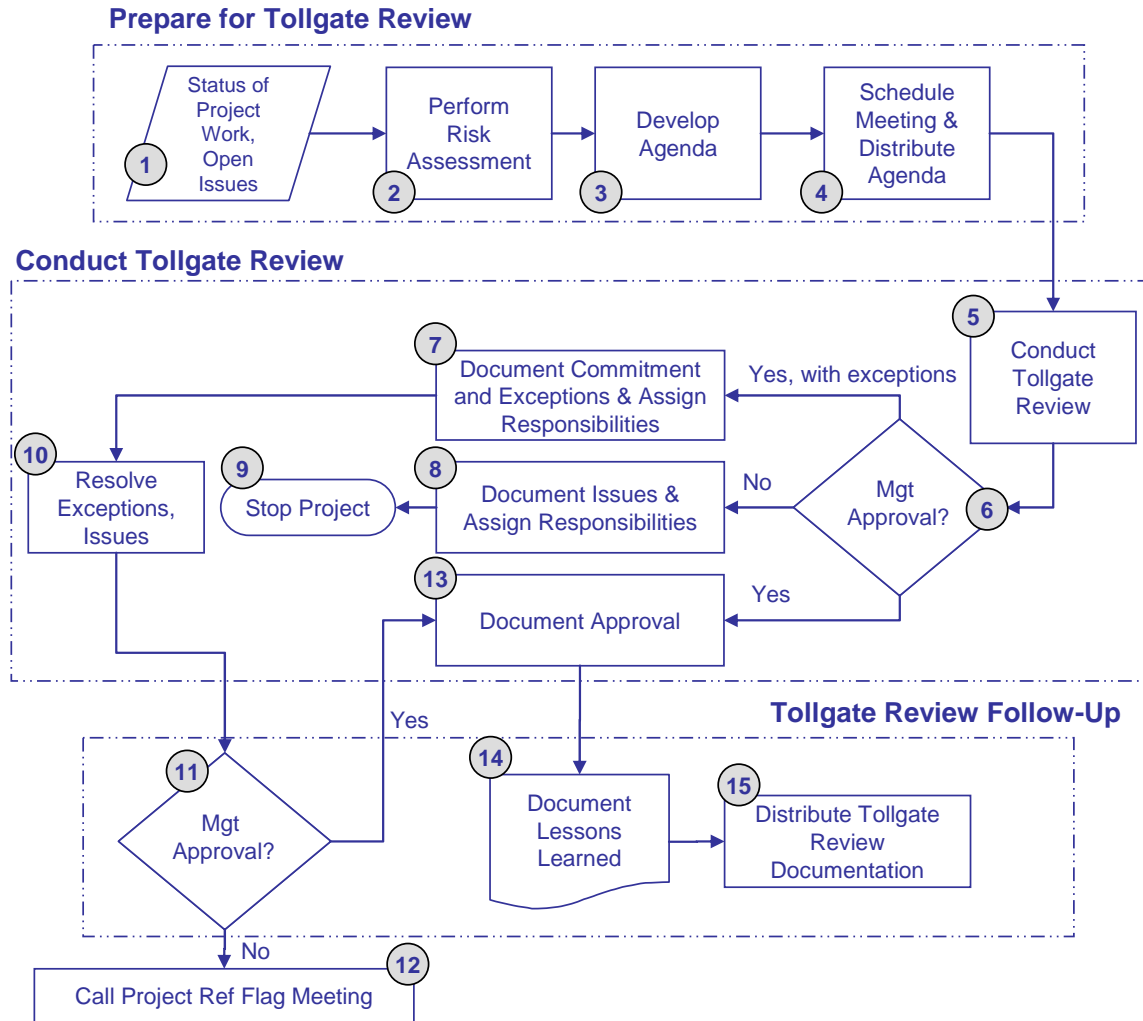 Prepare for Tollgate Review
Status of
Project
Work,
Open
Issues
1
Perform
Risk
Assessment
2
Develop
Agenda
3
Schedule
Meeting &
Distribute
Agenda
4
Conduct Tollgate Review
5
Conduct
Tollgate
Review
6
Mgt
Approval?
Yes, with exceptions
7
Document Commitment
and Exceptions & Assign
Responsibilities
No
8
Document Issues &
Assign Responsibilities
9
Stop Project
10
Resolve
Exceptions,
Issues
Yes
13
Document Approval
Tollgate Review Follow-Up
11
Mgt
Approval?
Yes
No
12
Call Project Ref Flag Meeting
14
Document
Lessons
Learned
15
Distribute Tollgate
Review
Documentation